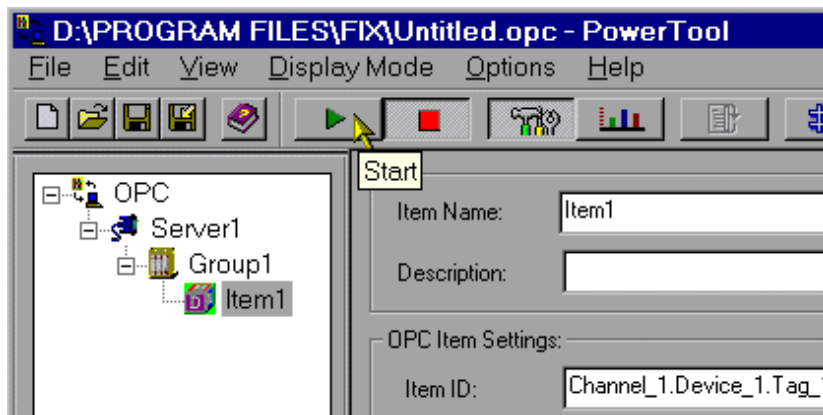 D:\PROGRAM FILES\FIX\Untitled.opc - PowerTool
File Edit View Display Mode Options Help
Start
OPC
Server1
Group1
Item1
Item Name: Item1
Description:
OPC Item Settings:
Item ID: Channel_1.Device_1.Tag_